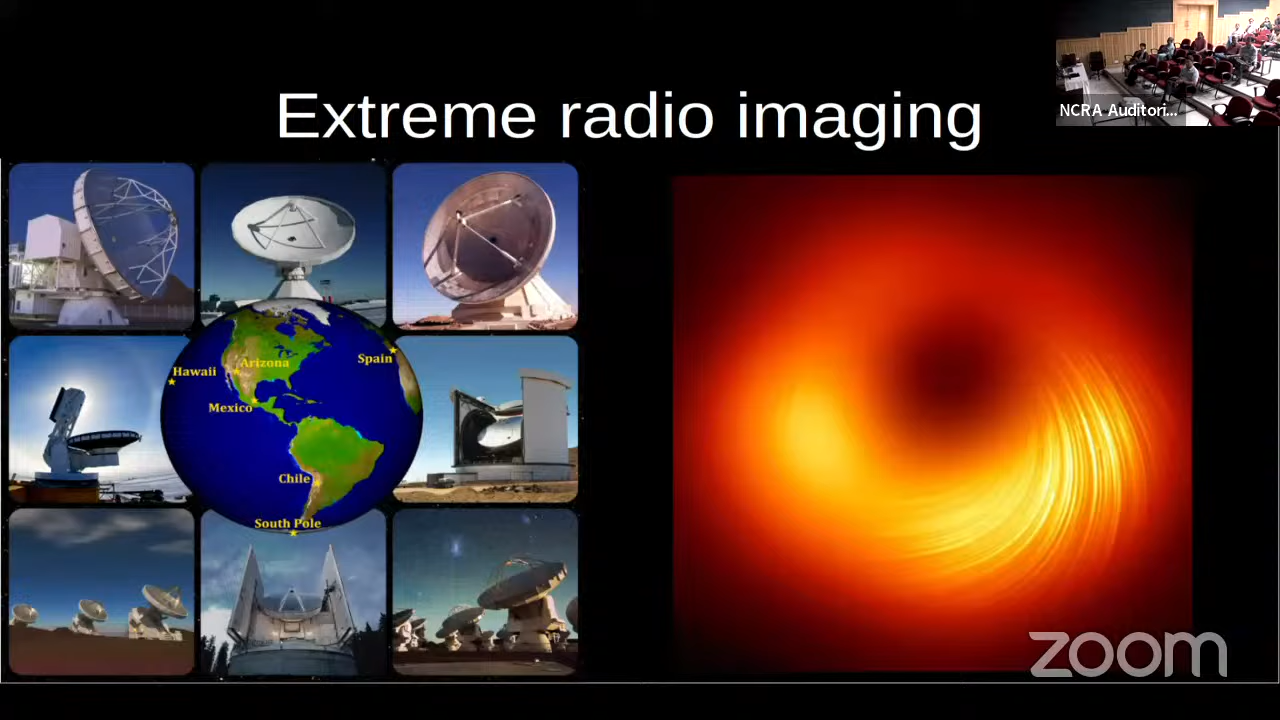 Extreme radio imaging
NCRA Auditori...
Spain
Arizona
Hawaii
Mexico
Chile
South Pole
zoom